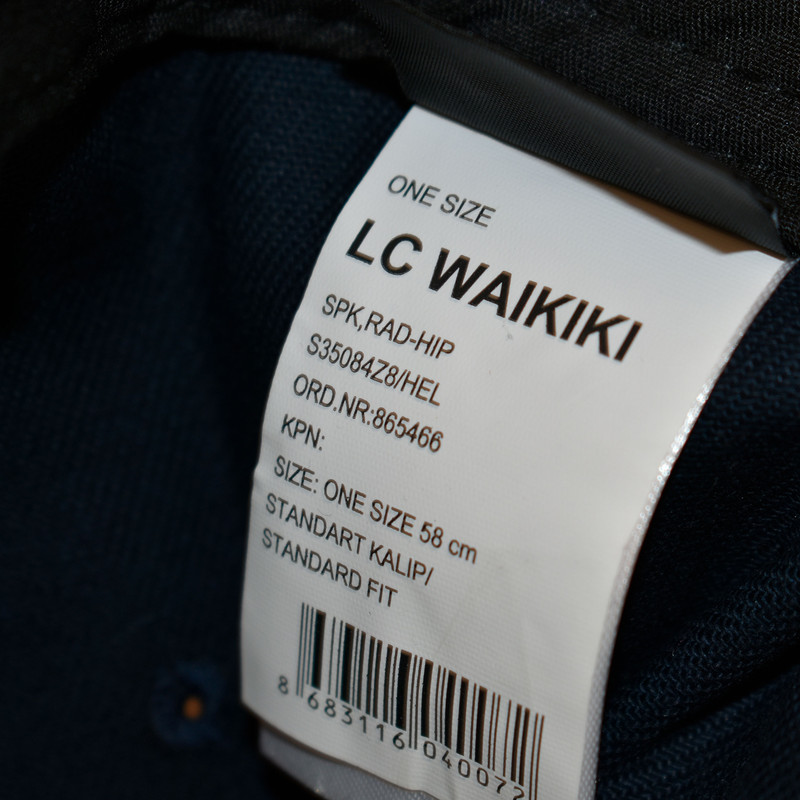 ONE SIZE
LC WAIKIKI
SPK,RAD-HIP
S35084Z8/HEL
ORD.NR:865466
KPN:
SIZE: ONE SIZE 58 cm
STANDART KALIP/
STANDARD FIT
8 683116 040072